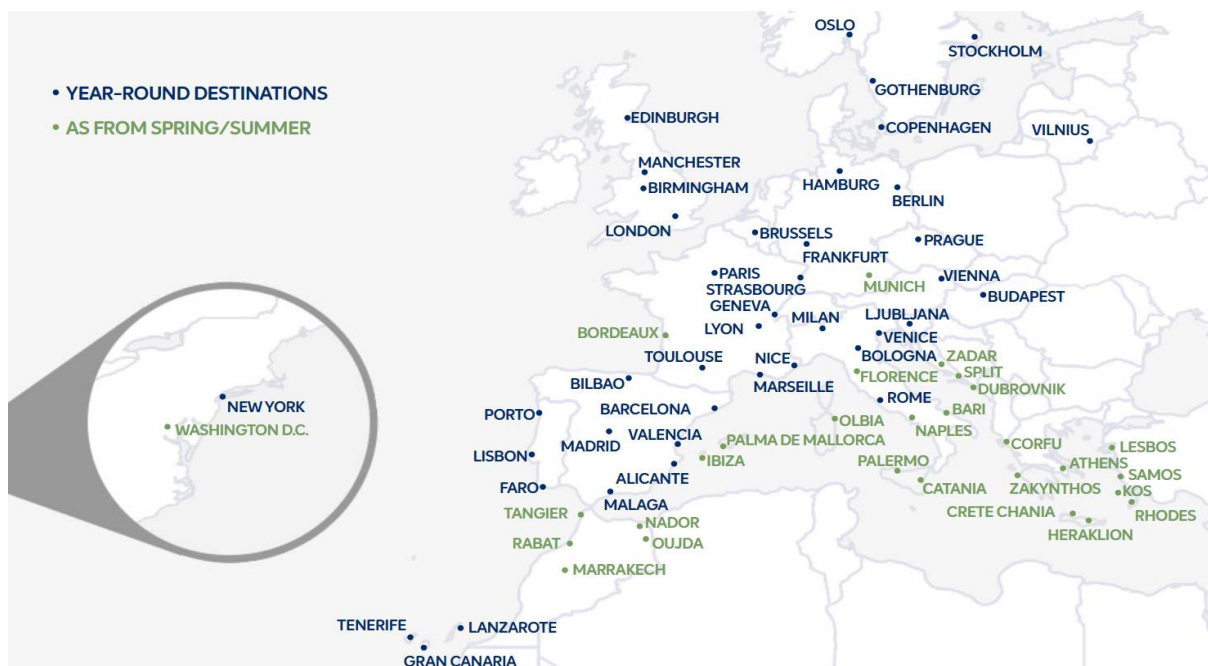 • YEAR-ROUND DESTINATIONS
• AS FROM SPRING/SUMMER
OSLO
STOCKHOLM
GOTHENBURG
EDINBURGH
COPENHAGEN
VILNIUS
MANCHESTER
BIRMINGHAM
HAMBURG
BERLIN
LONDON
BRUSSELS
PRAGUE
FRANKFURT
PARIS
STRASBOURG
MUNICH
VIENNA
GENEVA
BUDAPEST
LYON
MILAN
LJUBLJANA
BORDEAUX
VENICE
TOULOUSE
NICE
BOLOGNA
ZADAR
SPLIT
BILBAO
MARSEILLE
FLORENCE
DUBROVNIK
NEW YORK
PORTO
BARCELONA
ROME
BARI
WASHINGTON D.C.
MADRID
VALENCIA
OLBIA
NAPLES
PALMA DE MALLORCA
CORFU
LESBOS
LISBON
IBIZA
PALERMO
ATHENS
SAMOS
FARO
ALICANTE
CATANIA
ZAKYNTHOS
KOS
MALAGA
TANGIER
CRETE CHANIA
RHODES
NADOR
HERAKLION
RABAT
OUJDA
MARRAKECH
TENERIFE
LANZAROTE
GRAN CANARIA